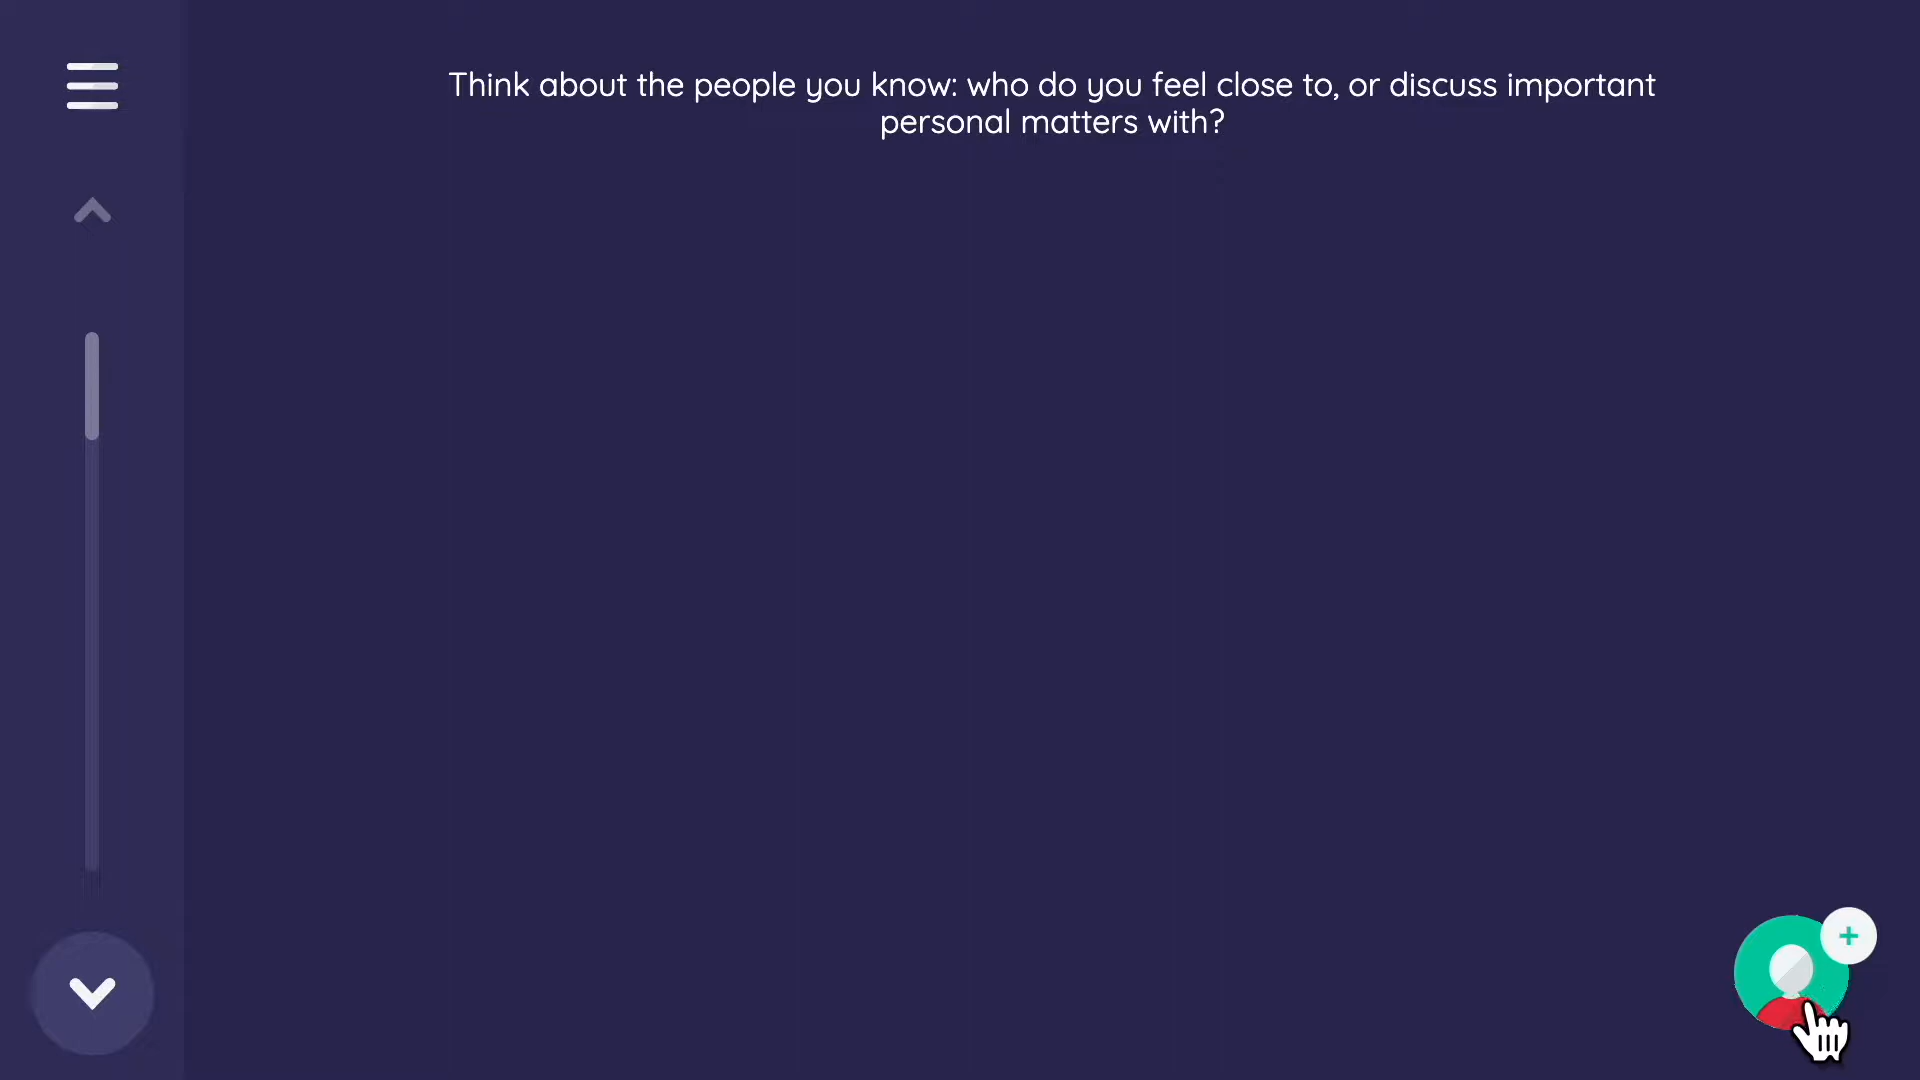 Think about the people you know: who do you feel close to, or discuss important
personal matters with?